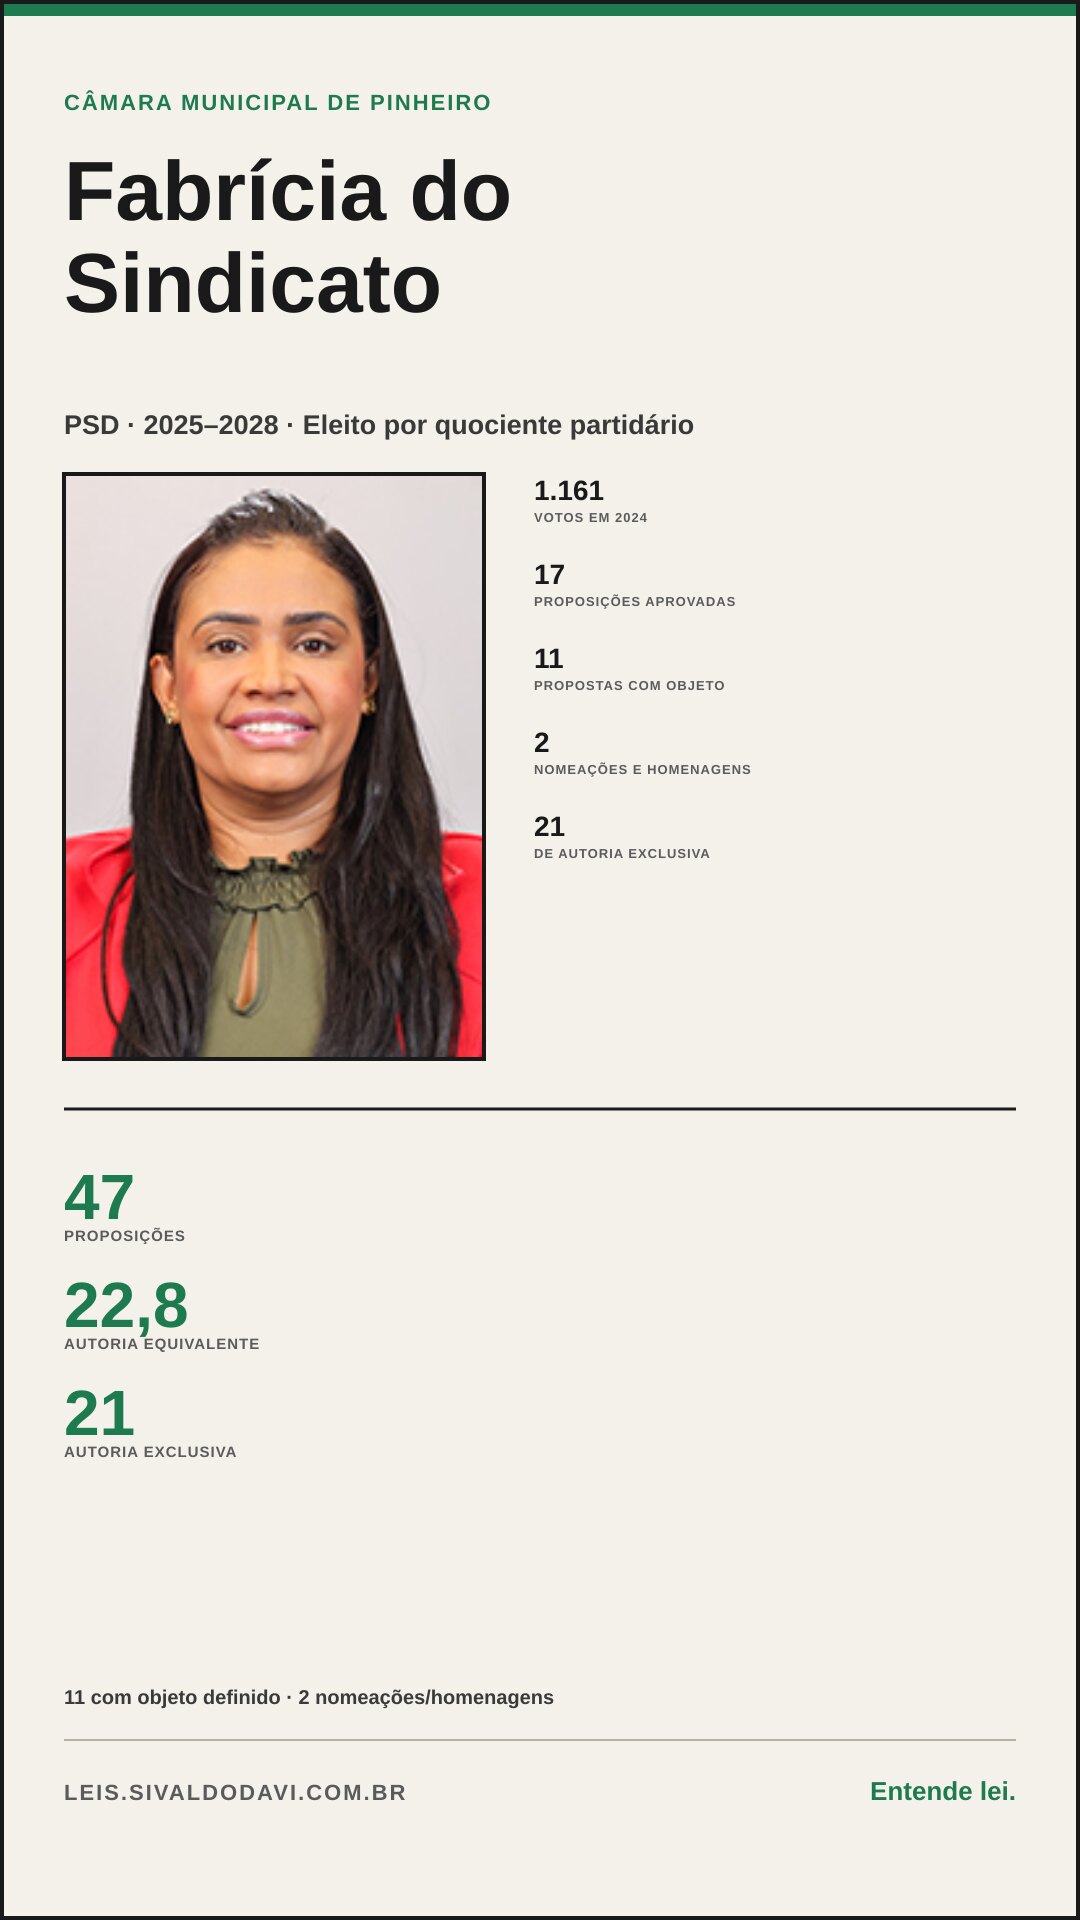 CÂMARA MUNICIPAL DE PINHEIRO
Fabrícia do
Sindicato
PSD · 2025–2028 · Eleito por quociente partidário
1.161
VOTOS EM 2024
17
PROPOSIÇÕES APROVADAS
11
PROPOSTAS COM OBJETO
2
NOMEAÇÕES E HOMENAGENS
21
DE AUTORIA EXCLUSIVA
47
PROPOSIÇÕES
22,8
AUTORIA EQUIVALENTE
21
AUTORIA EXCLUSIVA
11 com objeto definido · 2 nomeações/homenagens
LEIS.SIVALDODAVI.COM.BR
Entende lei.